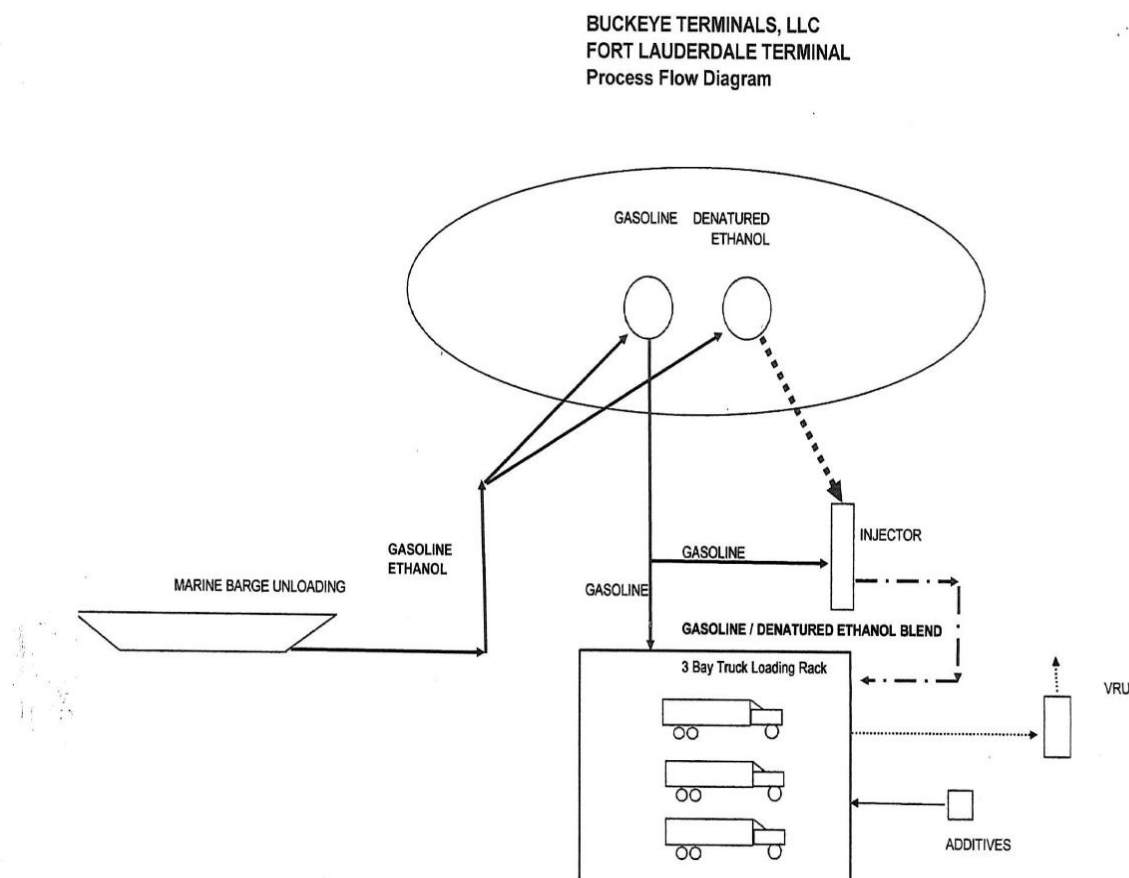 BUCKEYE TERMINALS, LLC
FORT LAUDERDALE TERMINAL
Process Flow Diagram
GASOLINE
DENATURED
ETHANOL
GASOLINE
ETHANOL
MARINE BARGE UNLOADING
GASOLINE
INJECTOR
GASOLINE
GASOLINE / DENATURED ETHANOL BLEND
3 Bay Truck Loading Rack
VRU
ADDITIVES